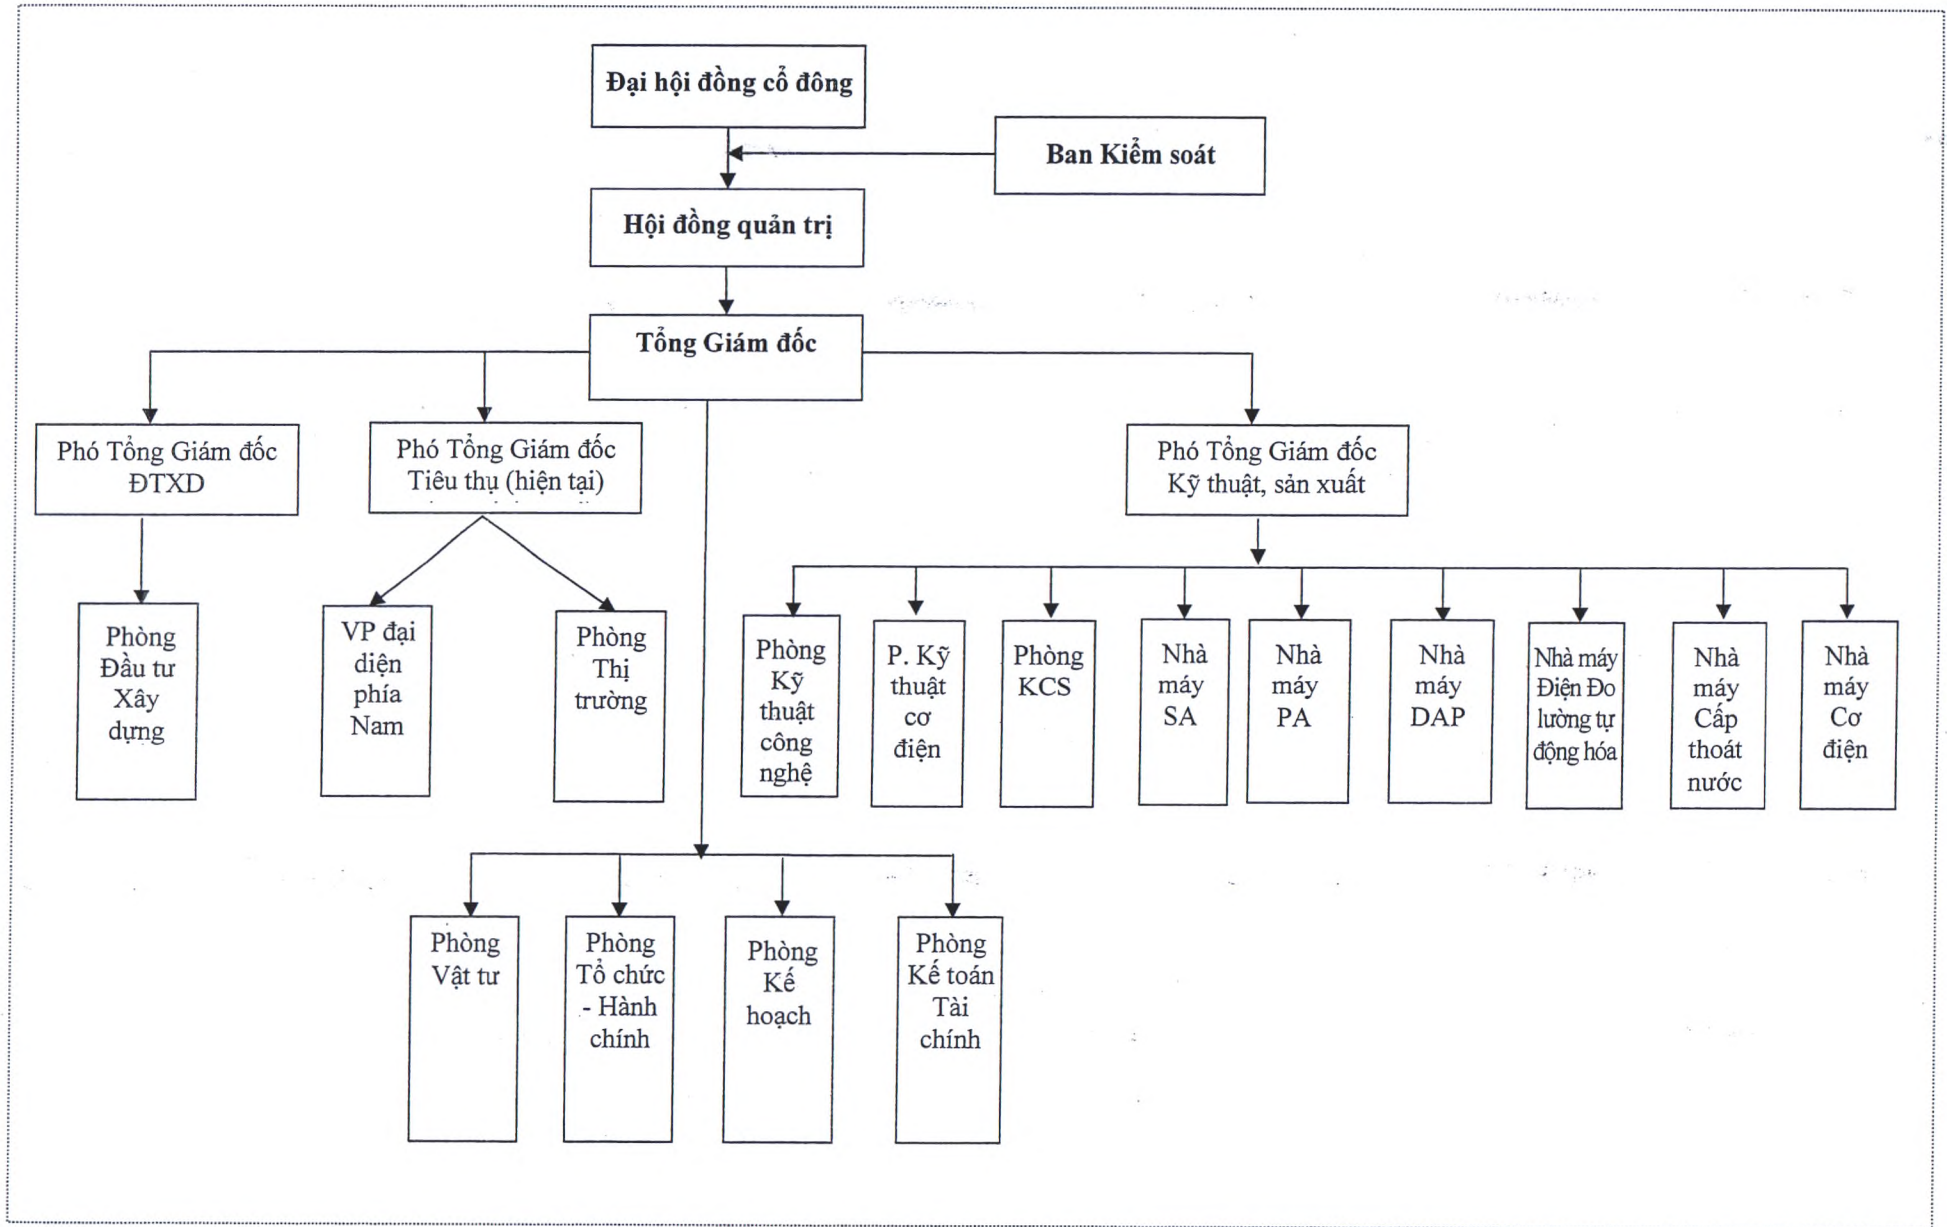 Đại hội đồng cổ đông
Ban Kiểm soát
Hội đồng quản trị
Tổng Giám đốc
Phó Tổng Giám đốc
ĐTXD
Phó Tổng Giám đốc
Tiêu thụ (hiện tại)
Phó Tổng Giám đốc
Kỹ thuật, sản xuất
Phòng
Đầu tư
Xây
dựng
VP đại
diện
phía
Nam
Phòng
Thị
trường
Phòng
Kỹ
thuật
công
nghệ
P. Kỹ
thuật
cơ
điện
Phòng
KCS
Nhà
máy
SA
Nhà
máy
PA
Nhà
máy
DAP
Nhà máy
Điện Đo
lường tự
động hóa
Nhà
máy
Cấp
thoát
nước
Nhà
máy
Cơ
điện
Phòng
Vật tư
Phòng
Tổ chức
- Hành
chính
Phòng
Kế
hoạch
Phòng
Kế toán
Tài
chính